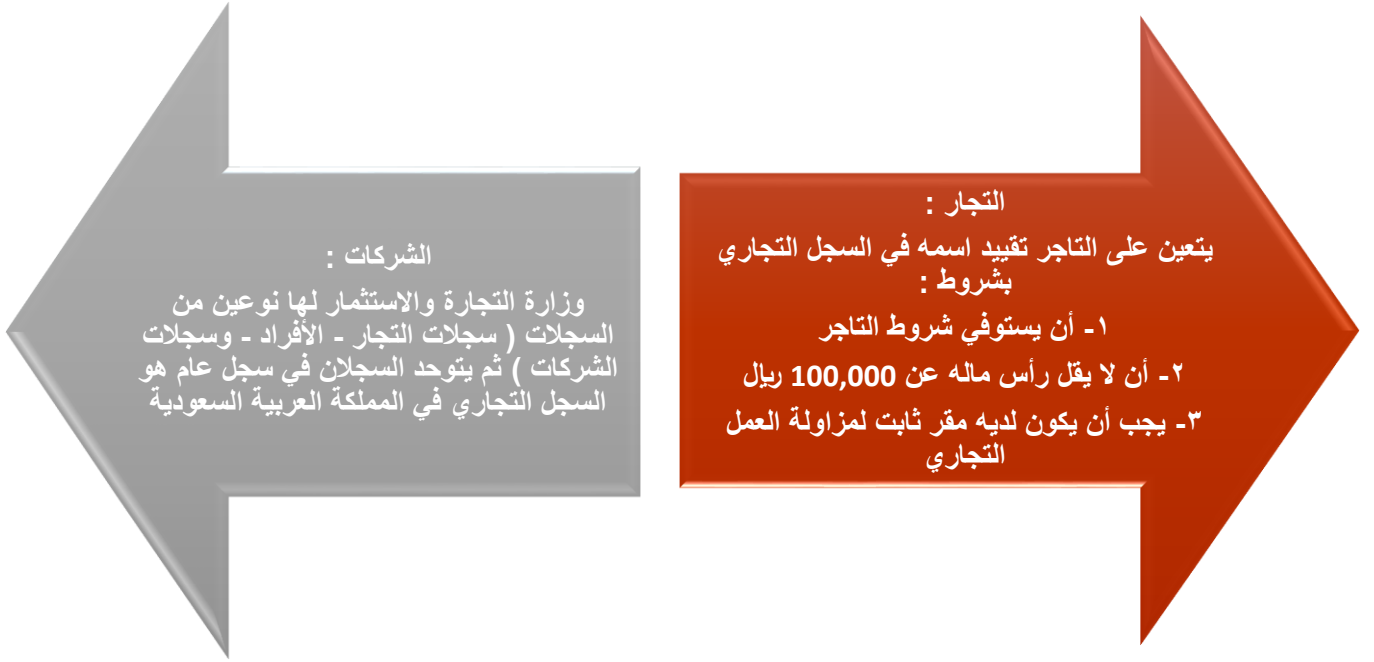 التجار :
يتعين على التاجر تقييد اسمه في السجل التجاري
بشروط :
١- أن يستوفي شروط التاجر
٢- أن لا يقل رأس ماله عن 100,000 ريال
٣- يجب أن يكون لديه مقر ثابت لمزاولة العمل
التجاري
الشركات :
وزارة التجارة والاستثمار لها نوعين من
السجلات ( سجلات التجار - الأفراد - وسجلات
الشركات ) ثم يتوحد السجلان في سجل عام هو
السجل التجاري في المملكة العربية السعودية